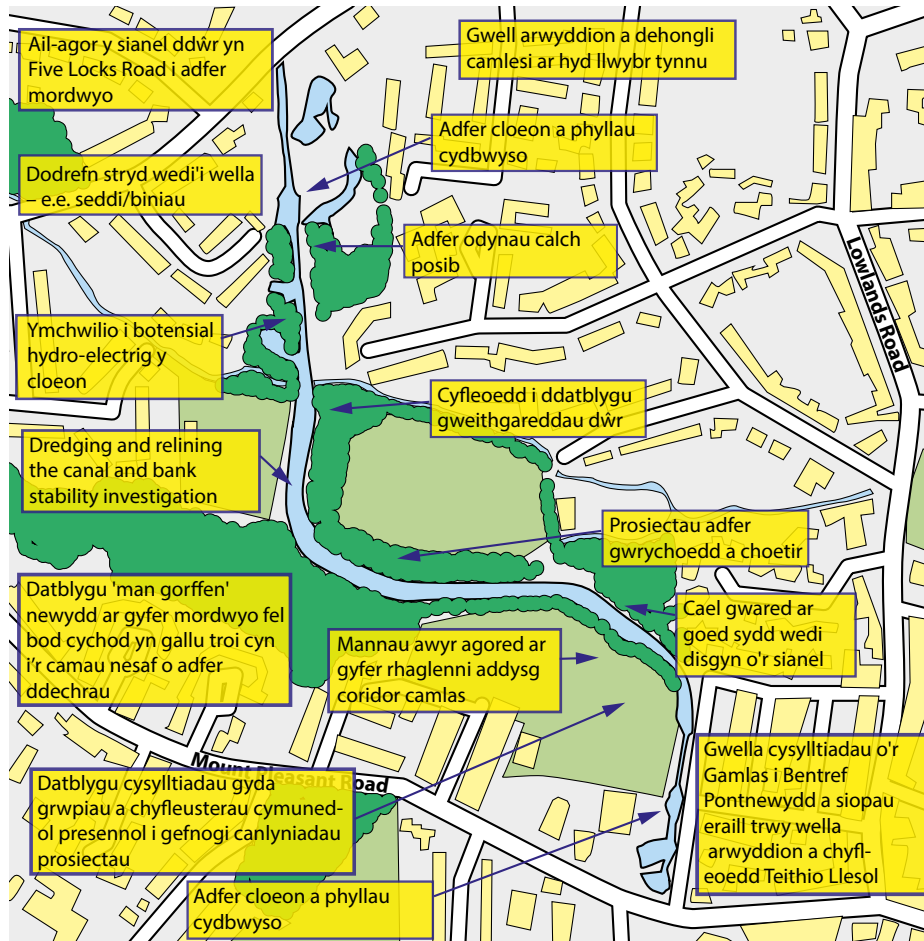 Ail-agor y sianel ddŵr yn
Five Locks Road i adfer
mordwyo
Gwell arwyddion a dehongli
camlesi ar hyd llwybr tynnu
Adfer cloeon a phyllau
cydbwyso
Dodrefn stryd wedi'i wella
– e.e. seddi/biniau
Adfer odynau calch
posib
Lowlands Road
Ymchwilio i botensial
hydro-electrig y
cloeon
Cyfleoedd i ddatblygu
gweithgareddau dŵr
Dredging and relining
the canal and bank
stability investigation
Prosiectau adfer
gwrychoedd a choetir
Datblygu 'man gorffen'
newydd ar gyfer mordwyo fel
bod cychod yn gallu troi cyn
i'r camau nesaf o adfer
ddechrau
Cael gwared ar
goed sydd wedi
disgyn o'r sianel
Mannau awyr agored ar
gyfer rhaglenni addysg
coridor camlas
Mount Pleasant Road
Gwella cysylltiadau o'r
Gamlas i Bentref
Pontnewydd a siopau
eraill trwy wella
arwyddion a chyfl-
eoedd Teithio Llesol
Datblygu cysylltiadau gyda
grwpiau a chyfleusterau cymuned-
ol presennol i gefnogi canlyniadau
prosiectau
Adfer cloeon a phyllau
cydbwyso